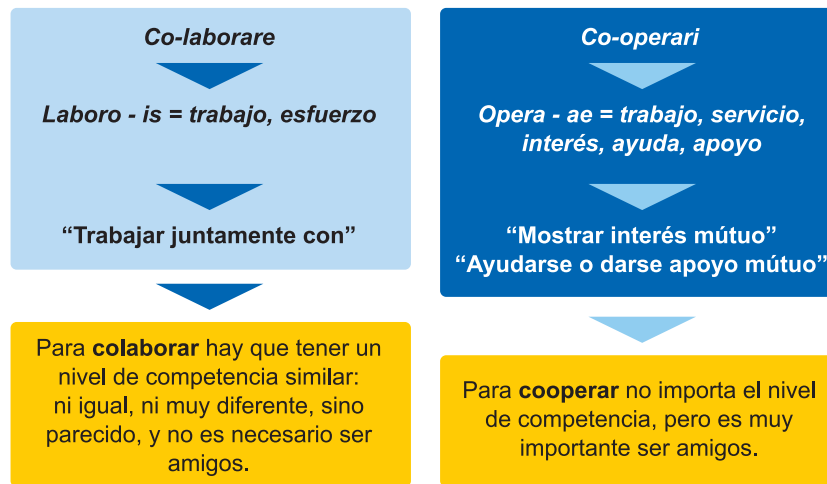 Co-laborare
Laboro - is = trabajo, esfuerzo
“Trabajar juntamente con”
Para colaborar hay que tener un
nivel de competencia similar:
ni igual, ni muy diferente, sino
parecido, y no es necesario ser
amigos.
Co-operari
Opera - ae = trabajo, servicio,
interés, ayuda, apoyo
“Mostrar interés mútuo”
“Ayudarse o darse apoyo mútuo”
Para cooperar no importa el nivel
de competencia, pero es muy
importante ser amigos.